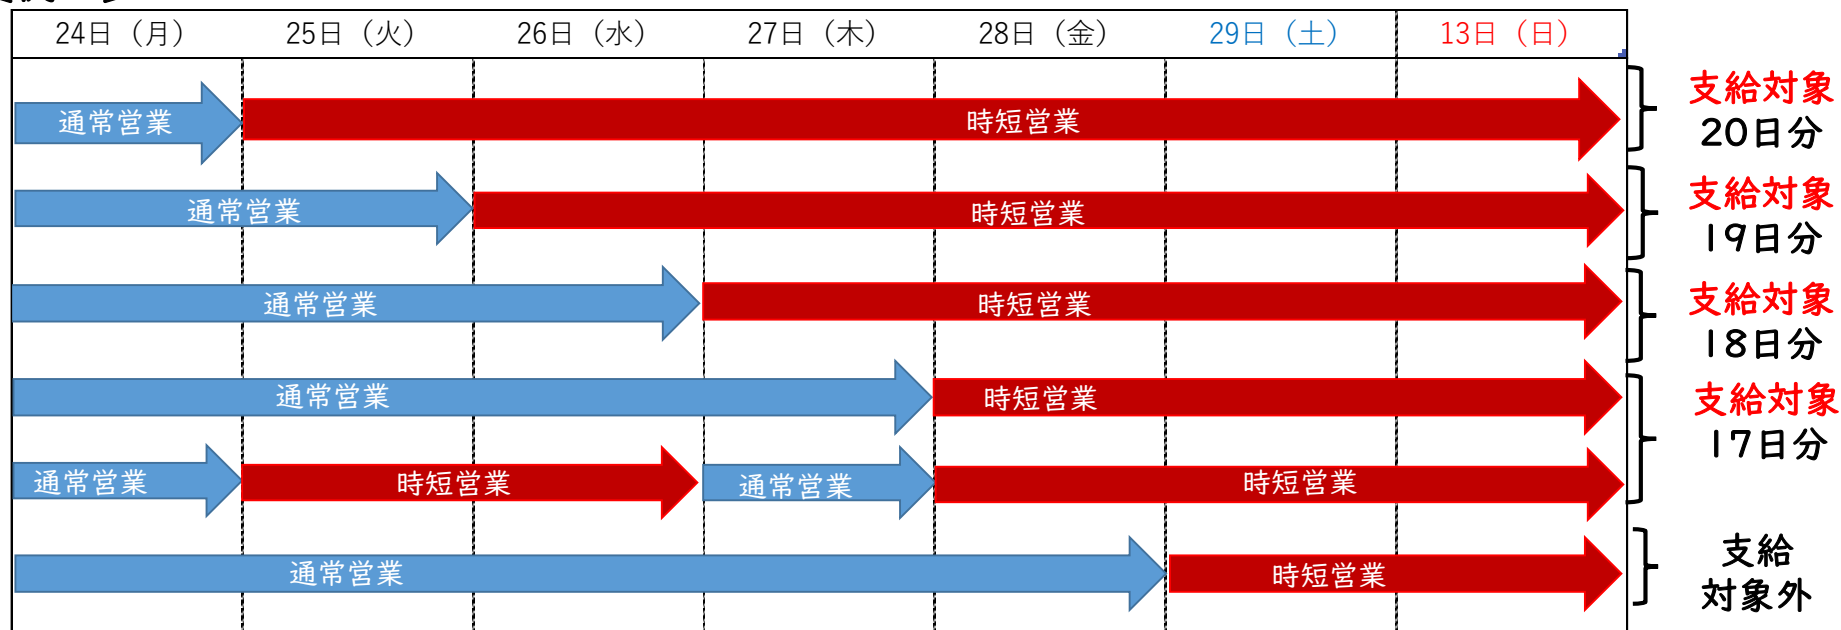 24日（月） 25日（火） 26日（水） 27日（木） 28日（金） 29日（土） 13日（日）
通常営業 時短営業
支給対象
20日分
通常営業 時短営業
支給対象
19日分
通常営業 時短営業
支給対象
18日分
通常営業 時短営業
支給対象
17日分
通常営業 時短営業 通常営業 時短営業
通常営業 時短営業
支給
対象外